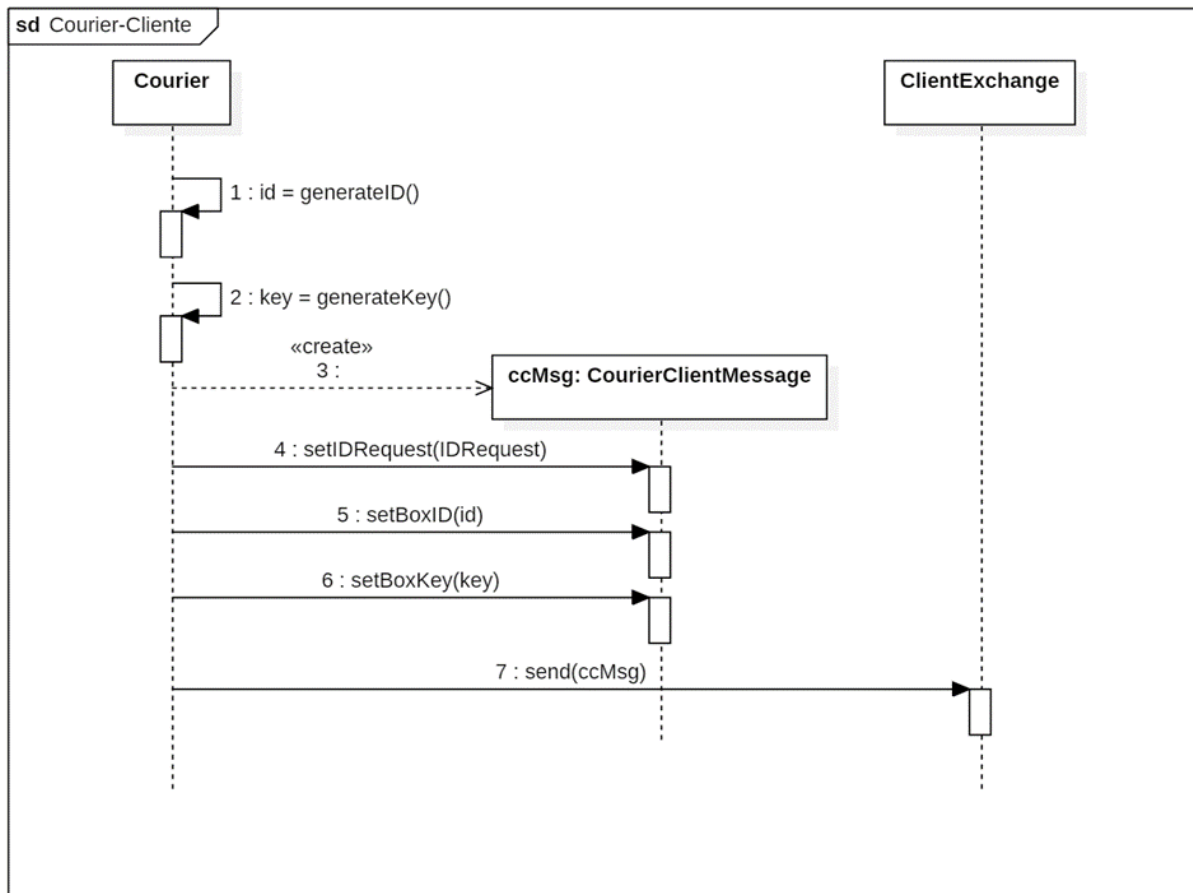 sd Courier-Cliente
Courier
ClientExchange
1 : id = generateID()
2 : key = generateKey()
«create»
3 :
ccMsg: CourierClientMessage
4 : setIDRequest(IDRequest)
5 : setBoxID(id)
6 : setBoxKey(key)
7 : send(ccMsg)